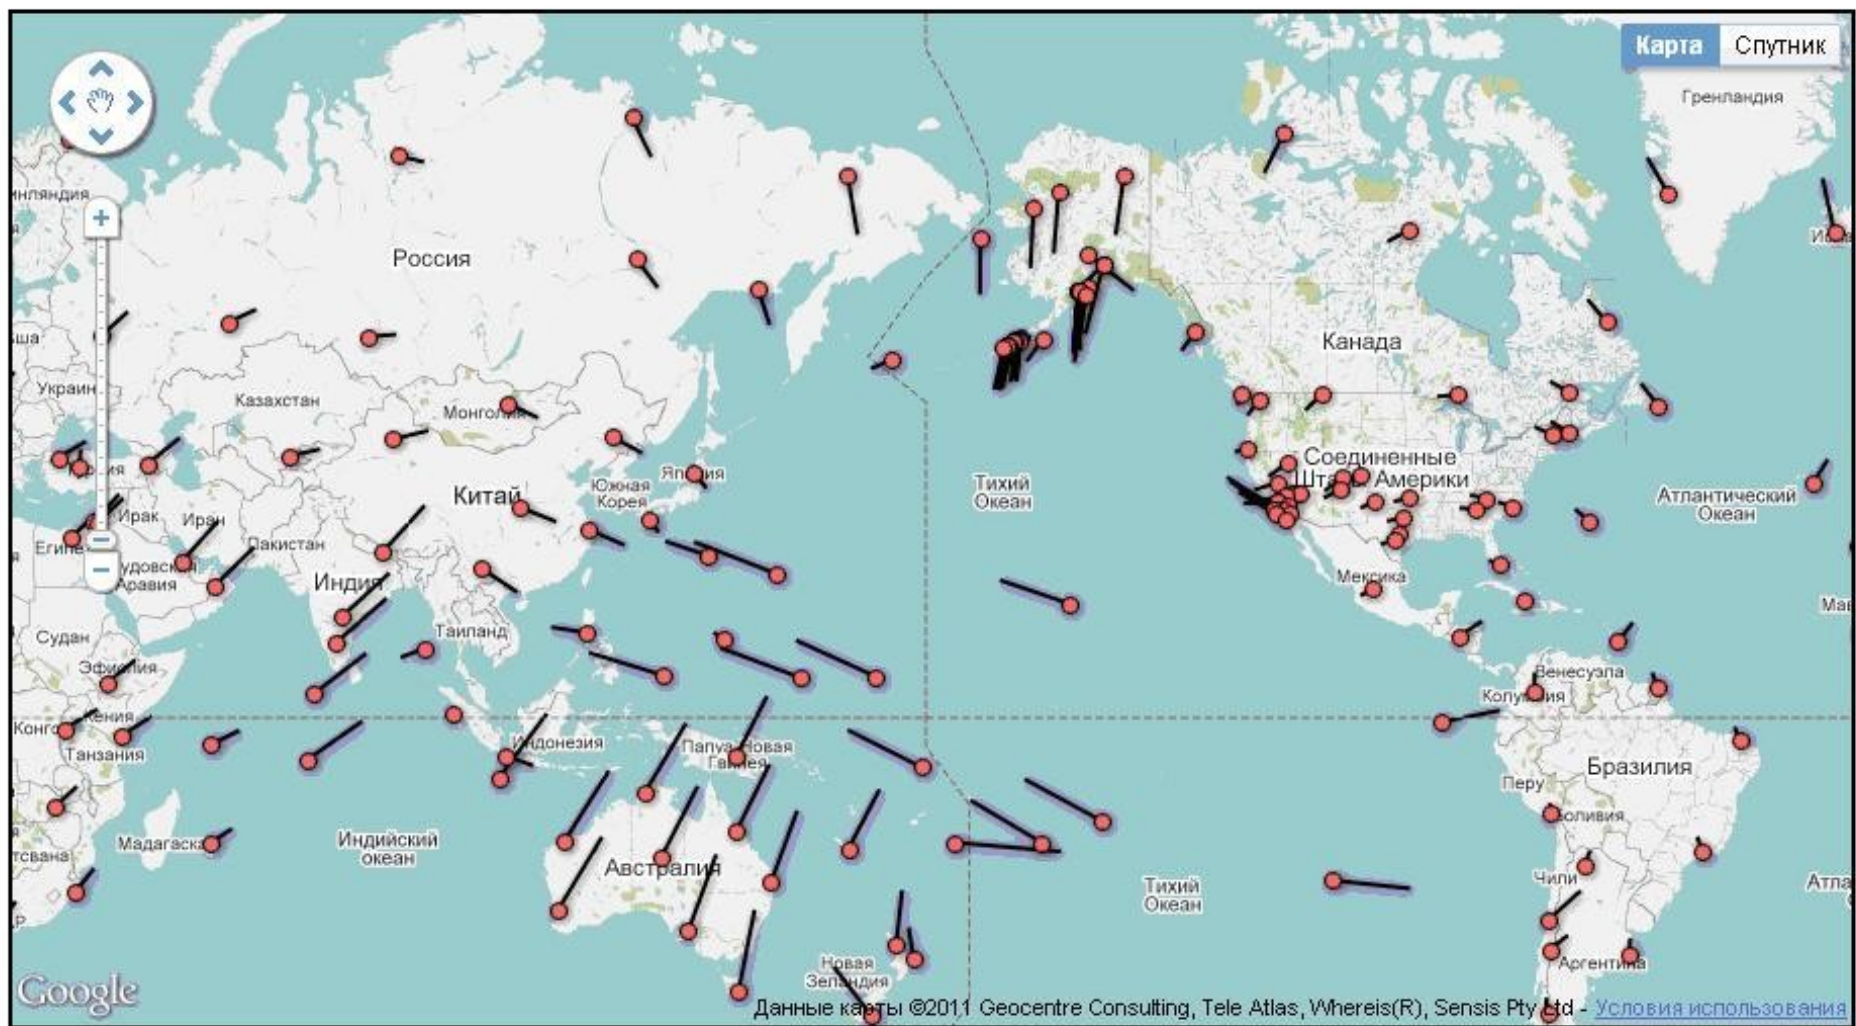 Карта Спутник
Гренландия
Россия
Канада
Казахстан
Монголия
Япония
Южная
Корея
Китай
Тихий
Океан
Соединенные
Штаты Америки
Атлантический
Океан
Ирак
Иран
Пакистан
Индия
Мексика
Судан
Таиланд
Эфиопия
Венесуэла
Колумбия
Кения
Танзания
Индонезия
Папуа-Новая
Гвинея
Перу
Бразилия
Боливия
Мадагаскар
Индийский
океан
Австралия
Чили
Тихий
Океан
Новая
Зеландия
Аргентина
Google
Данные карты ©2011 Geocentre Consulting, Tele Atlas, Whereis(R), Sensis Pty Ltd - Условия использования